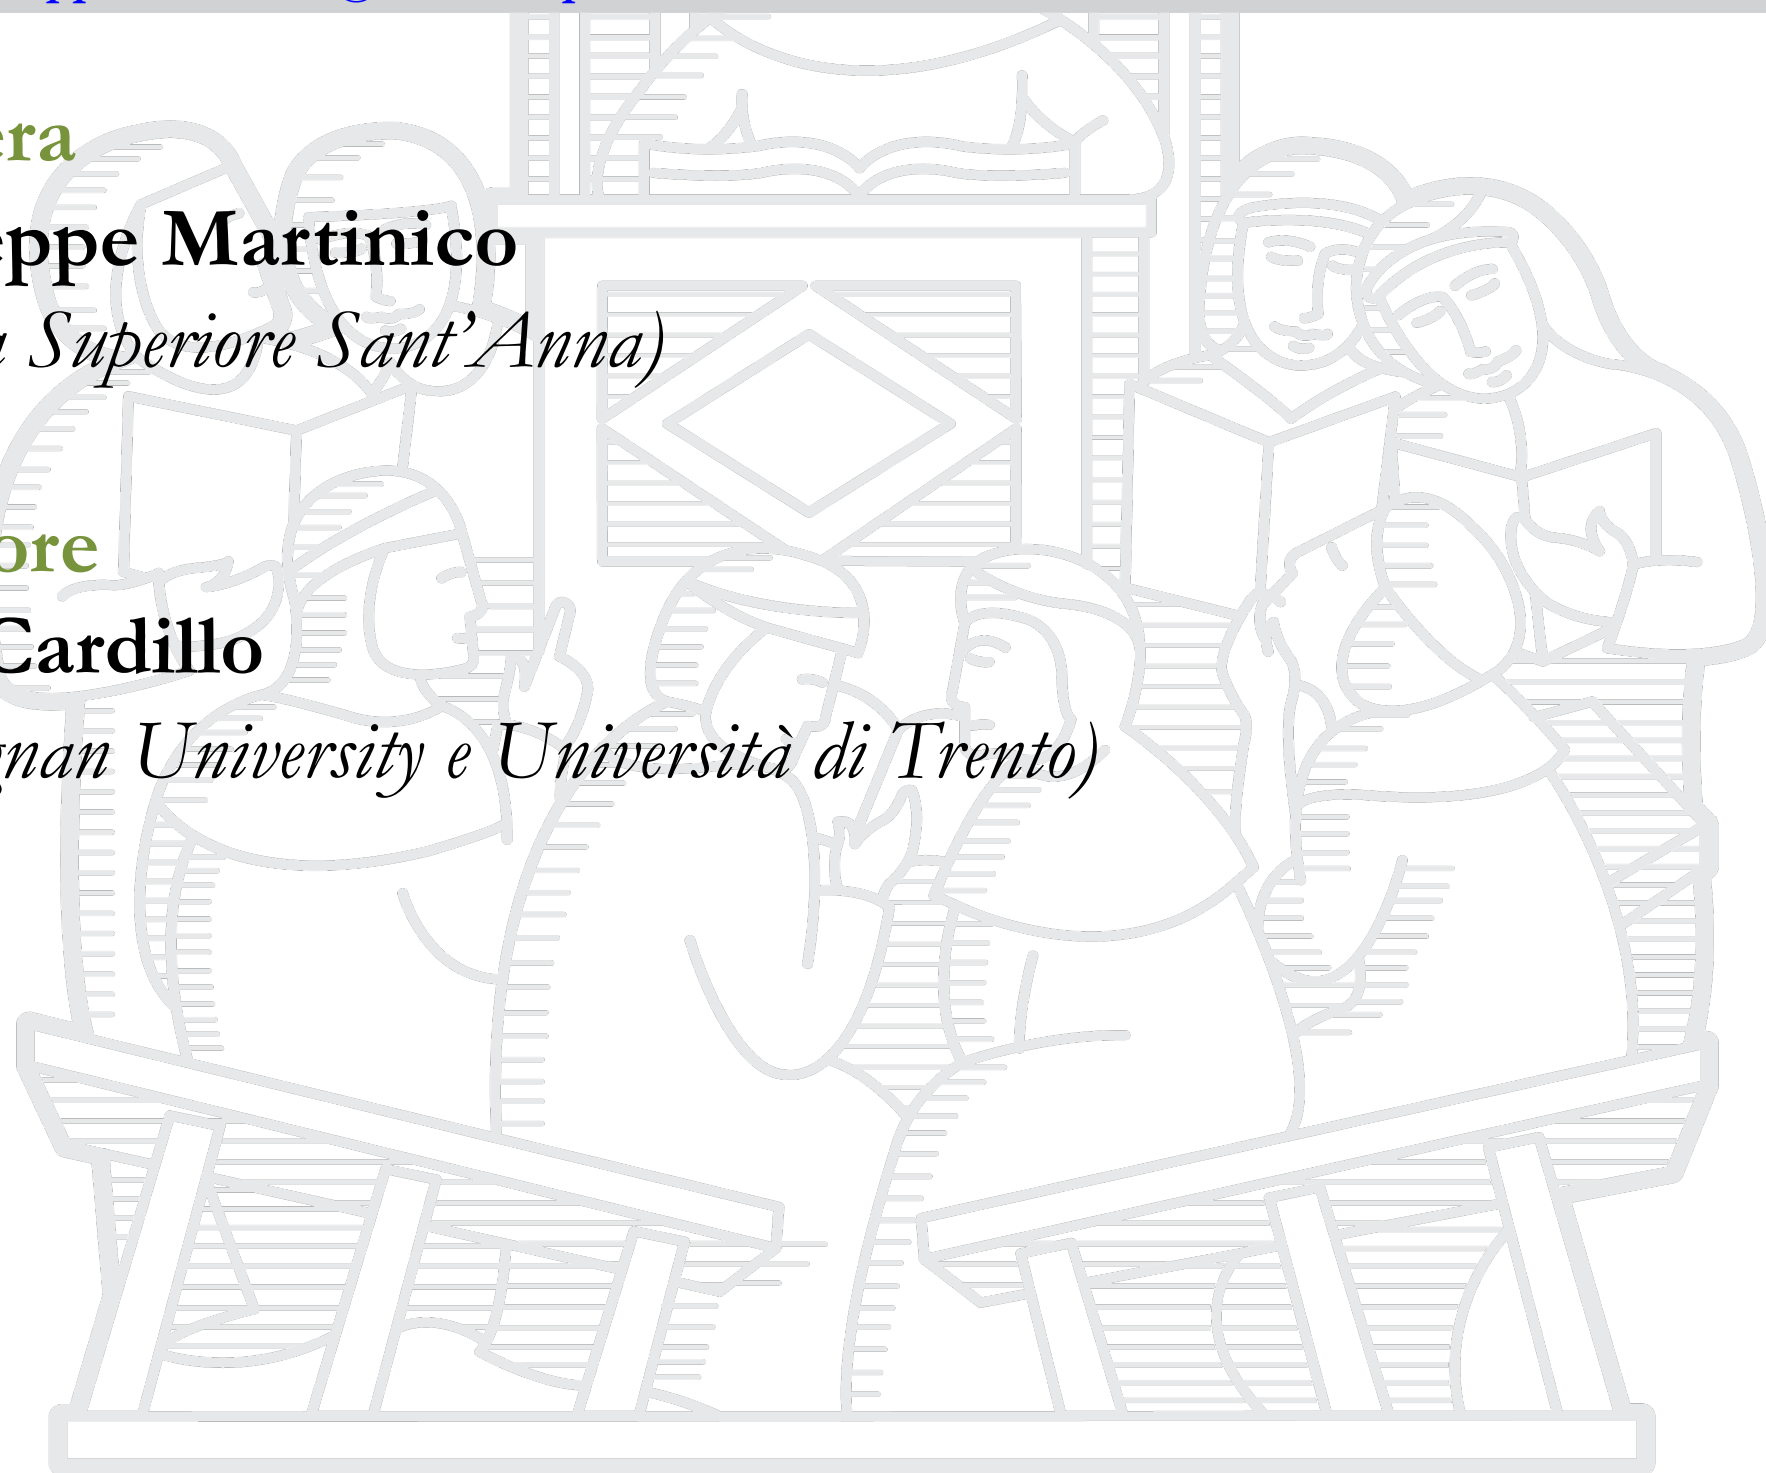 era
eppe Martinico
a Superiore Sant’Anna)
ore
Cardillo
gnan University e Università di Trento)